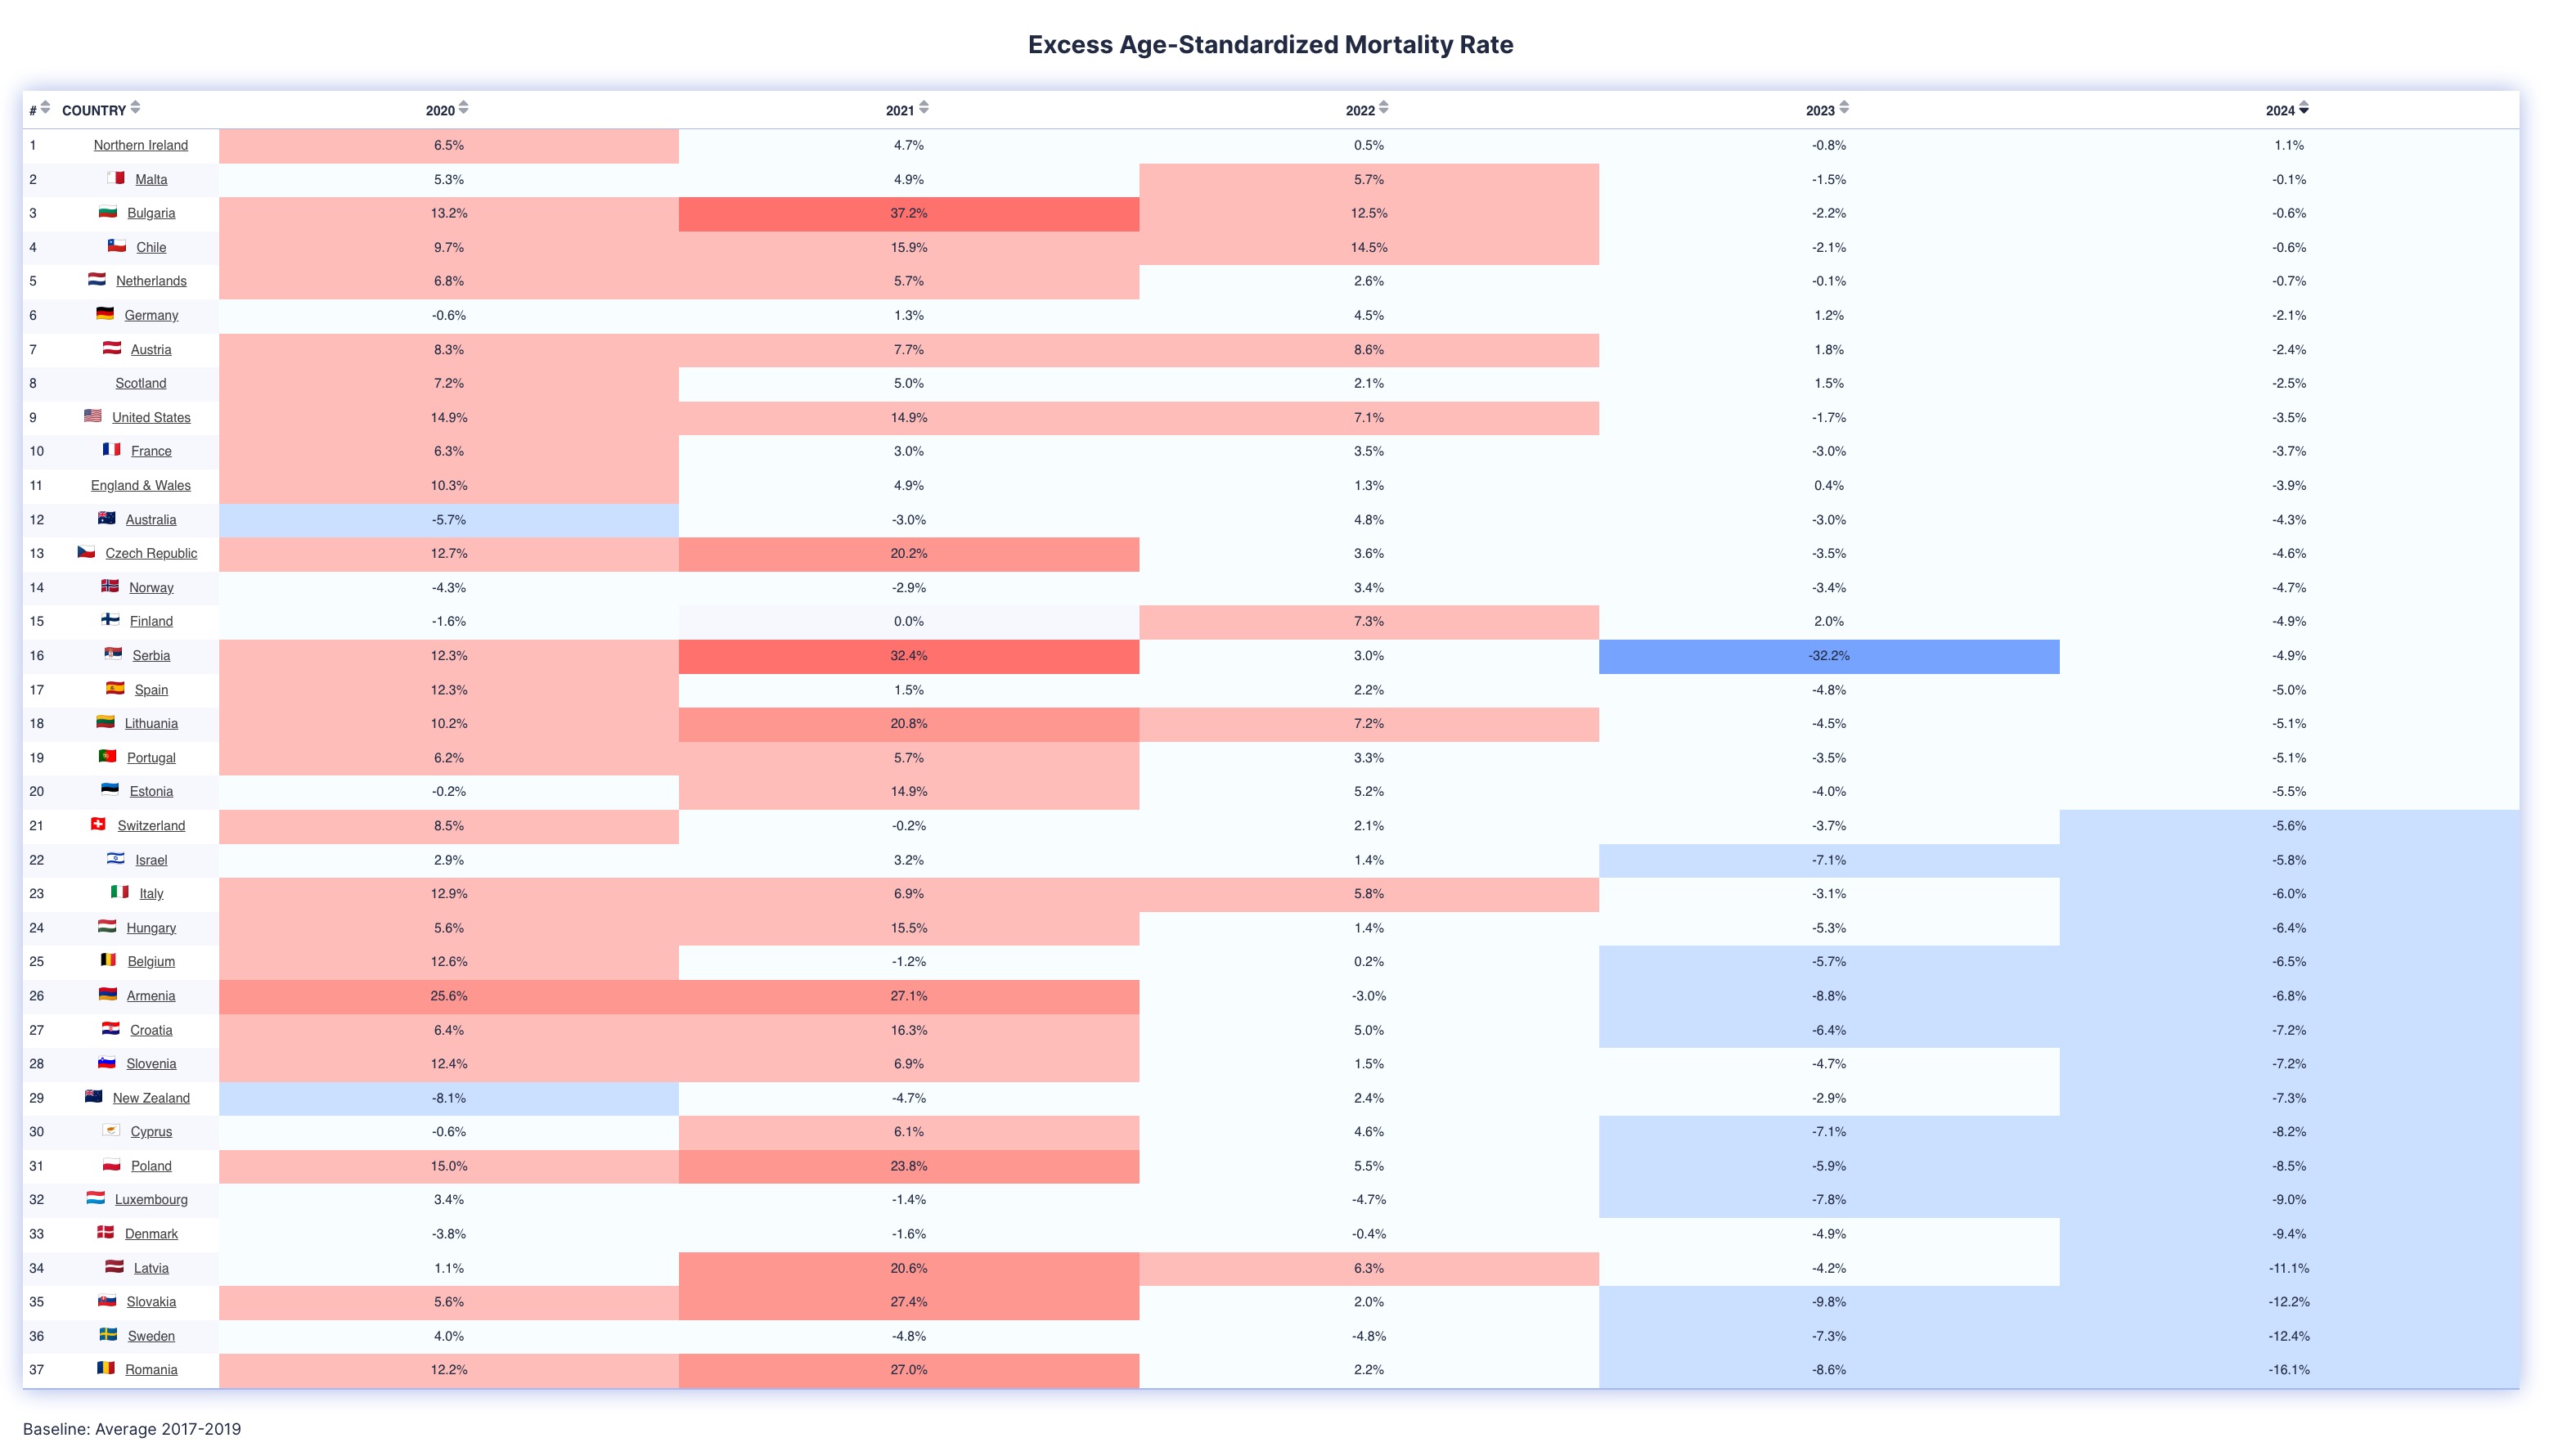 Excess Age-Standardized Mortality Rate
# COUNTRY 2020 2021 2022 2023 2024
1 Northern Ireland 6.5% 4.7% 0.5% -0.8% 1.1%
2 Malta 5.3% 4.9% 5.7% -1.5% -0.1%
3 Bulgaria 13.2% 37.2% 12.5% -2.2% -0.6%
4 Chile 9.7% 15.9% 14.5% -2.1% -0.6%
5 Netherlands 6.8% 5.7% 2.6% -0.1% -0.7%
6 Germany -0.6% 1.3% 4.5% 1.2% -2.1%
7 Austria 8.3% 7.7% 8.6% 1.8% -2.4%
8 Scotland 7.2% 5.0% 2.1% 1.5% -2.5%
9 United States 14.9% 14.9% 7.1% -1.7% -3.5%
10 France 6.3% 3.0% 3.5% -3.0% -3.7%
11 England & Wales 10.3% 4.9% 1.3% 0.4% -3.9%
12 Australia -5.7% -3.0% 4.8% -3.0% -4.3%
13 Czech Republic 12.7% 20.2% 3.6% -3.5% -4.6%
14 Norway -4.3% -2.9% 3.4% -3.4% -4.7%
15 Finland -1.6% 0.0% 7.3% 2.0% -4.9%
16 Serbia 12.3% 32.4% 3.0% -32.2% -4.9%
17 Spain 12.3% 1.5% 2.2% -4.8% -5.0%
18 Lithuania 10.2% 20.8% 7.2% -4.5% -5.1%
19 Portugal 6.2% 5.7% 3.3% -3.5% -5.1%
20 Estonia -0.2% 14.9% 5.2% -4.0% -5.5%
21 Switzerland 8.5% -0.2% 2.1% -3.7% -5.6%
22 Israel 2.9% 3.2% 1.4% -7.1% -5.8%
23 Italy 12.9% 6.9% 5.8% -3.1% -6.0%
24 Hungary 5.6% 15.5% 1.4% -5.3% -6.4%
25 Belgium 12.6% -1.2% 0.2% -5.7% -6.5%
26 Armenia 25.6% 27.1% -3.0% -8.8% -6.8%
27 Croatia 6.4% 16.3% 5.0% -6.4% -7.2%
28 Slovenia 12.4% 6.9% 1.5% -4.7% -7.2%
29 New Zealand -8.1% -4.7% 2.4% -2.9% -7.3%
30 Cyprus -0.6% 6.1% 4.6% -7.1% -8.2%
31 Poland 15.0% 23.8% 5.5% -5.9% -8.5%
32 Luxembourg 3.4% -1.4% -4.7% -7.8% -9.0%
33 Denmark -3.8% -1.6% -0.4% -4.9% -9.4%
34 Latvia 1.1% 20.6% 6.3% -4.2% -11.1%
35 Slovakia 5.6% 27.4% 2.0% -9.8% -12.2%
36 Sweden 4.0% -4.8% -4.8% -7.3% -12.4%
37 Romania 12.2% 27.0% 2.2% -8.6% -16.1%
Baseline: Average 2017-2019